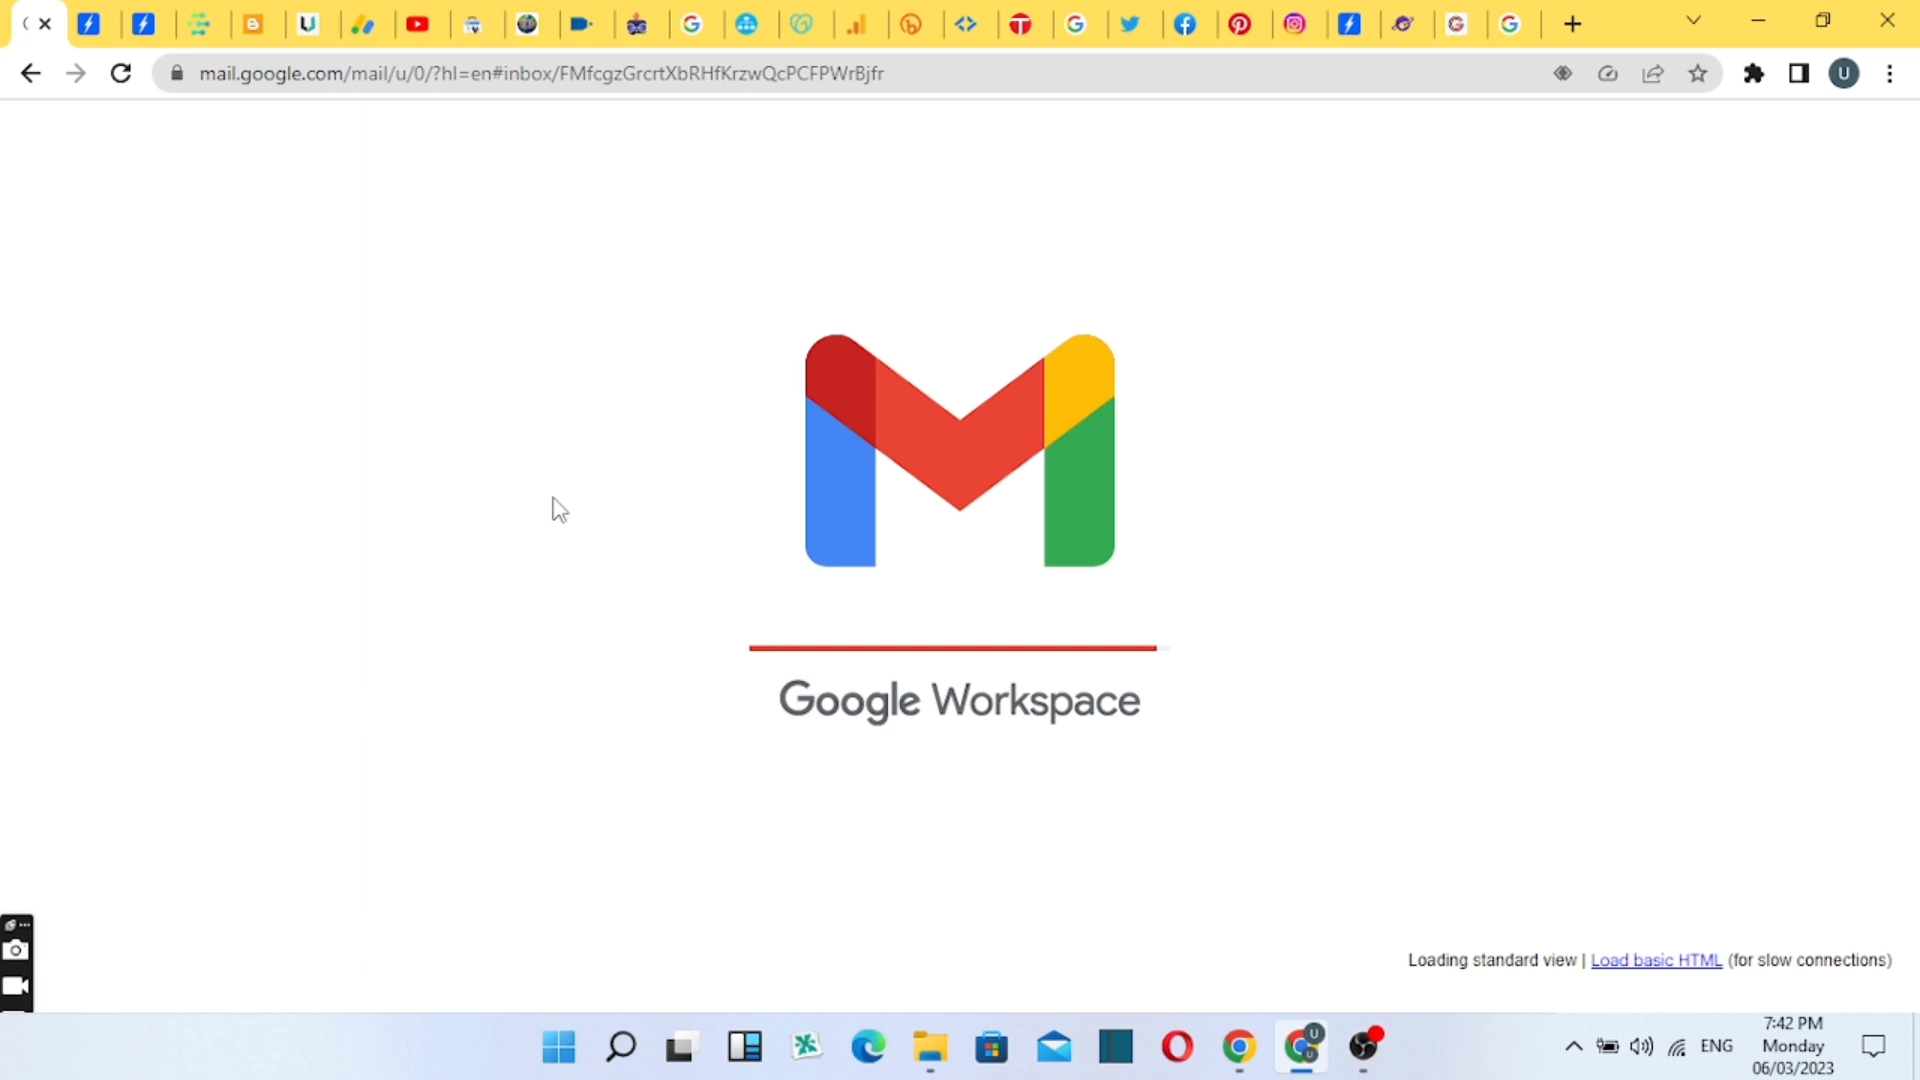 mail.google.com/mail/u/0/?hl=en#inbox/FMfcgzGrcrtXbRHfKrzwQcPCFPWrBjfr
U
Google Workspace
Loading standard view | Load basic HTML (for slow connections)
ENG
7:42 PM
Monday
06/03/2023